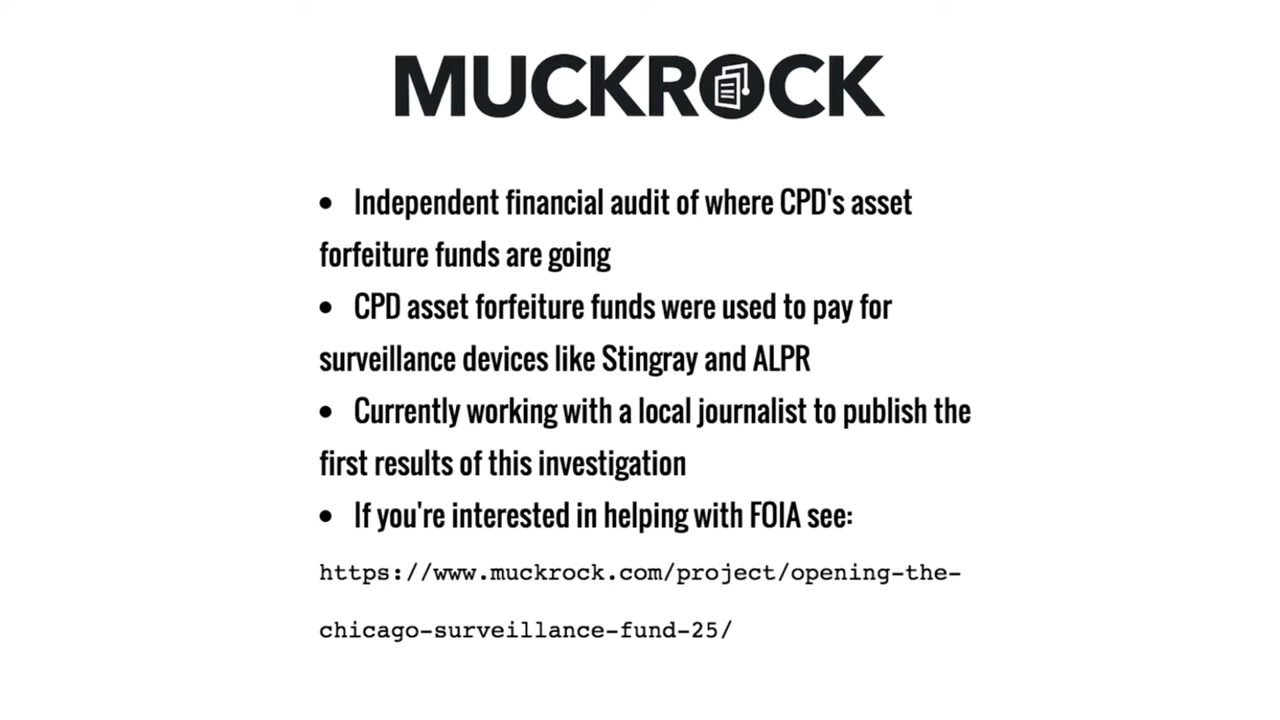 MUCKROCK
• Independent financial audit of where CPD's asset
forfeiture funds are going
• CPD asset forfeiture funds were used to pay for
surveillance devices like Stingray and ALPR
• Currently working with a local journalist to publish the
first results of this investigation
• If you're interested in helping with FOIA see:
https://www.muckrock.com/project/opening-the-
chicago-surveillance-fund-25/